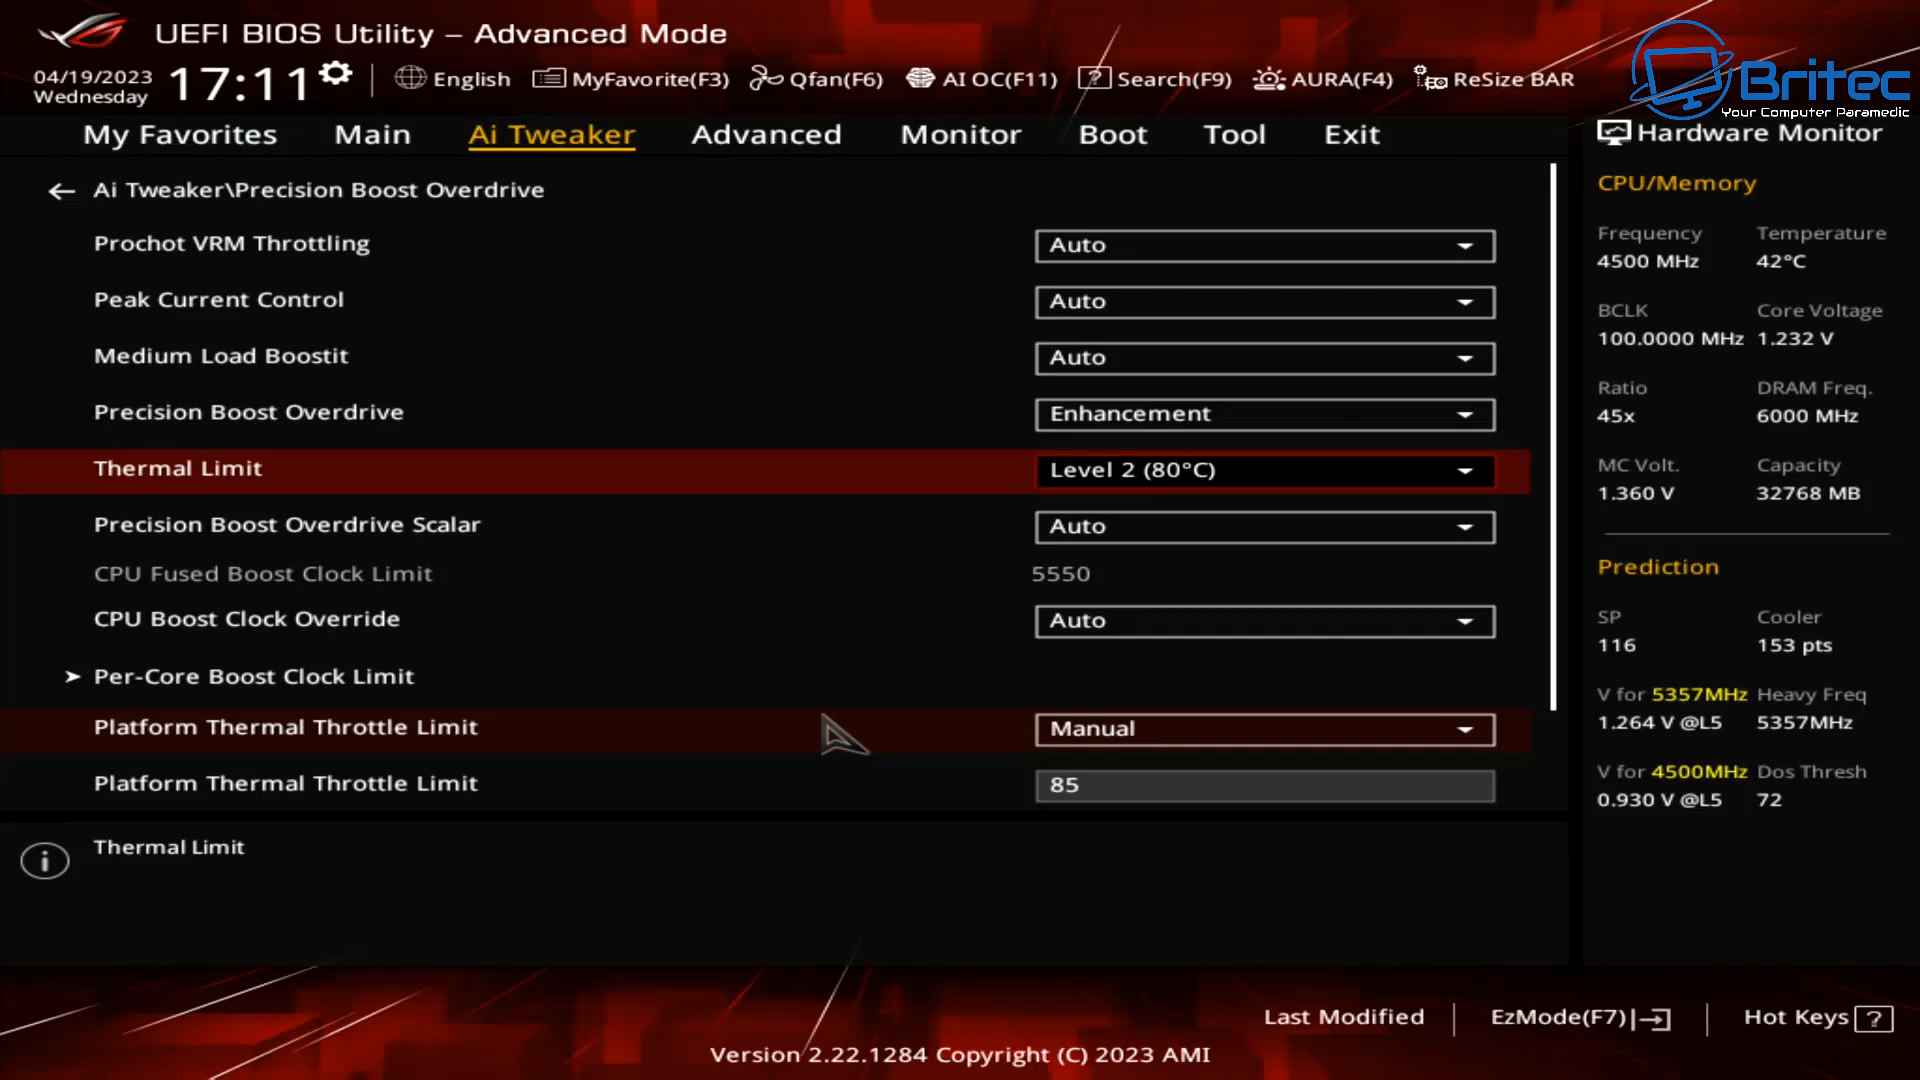 UEFI BIOS Utility – Advanced Mode
04/19/2023
Wednesday
17:11
English
MyFavorite(F3)
Qfan(F6)
AI OC(F11)
? Search(F9)
AURA(F4)
ReSize BAR
Britec
Your Computer Paramedic
My Favorites
Main
Ai Tweaker
Advanced
Monitor
Boot
Tool
Exit
Ai Tweaker\Precision Boost Overdrive
Prochot VRM Throttling
Auto
Peak Current Control
Auto
Medium Load Boostit
Auto
Precision Boost Overdrive
Enhancement
Thermal Limit
Level 2 (80°C)
Precision Boost Overdrive Scalar
Auto
CPU Fused Boost Clock Limit
5550
CPU Boost Clock Override
Auto
Per-Core Boost Clock Limit
Platform Thermal Throttle Limit
Manual
Platform Thermal Throttle Limit
85
Thermal Limit
Hardware Monitor
CPU/Memory
Frequency Temperature
4500 MHz 42°C
BCLK Core Voltage
100.0000 MHz 1.232 V
Ratio DRAM Freq.
45x 6000 MHz
MC Volt. Capacity
1.360 V 32768 MB
Prediction
SP Cooler
116 153 pts
V for 5357MHz Heavy Freq
1.264 V @L5 5357MHz
V for 4500MHz Dos Thresh
0.930 V @L5 72
Last Modified
EzMode(F7)
Hot Keys ?
Version 2.22.1284 Copyright (C) 2023 AMI